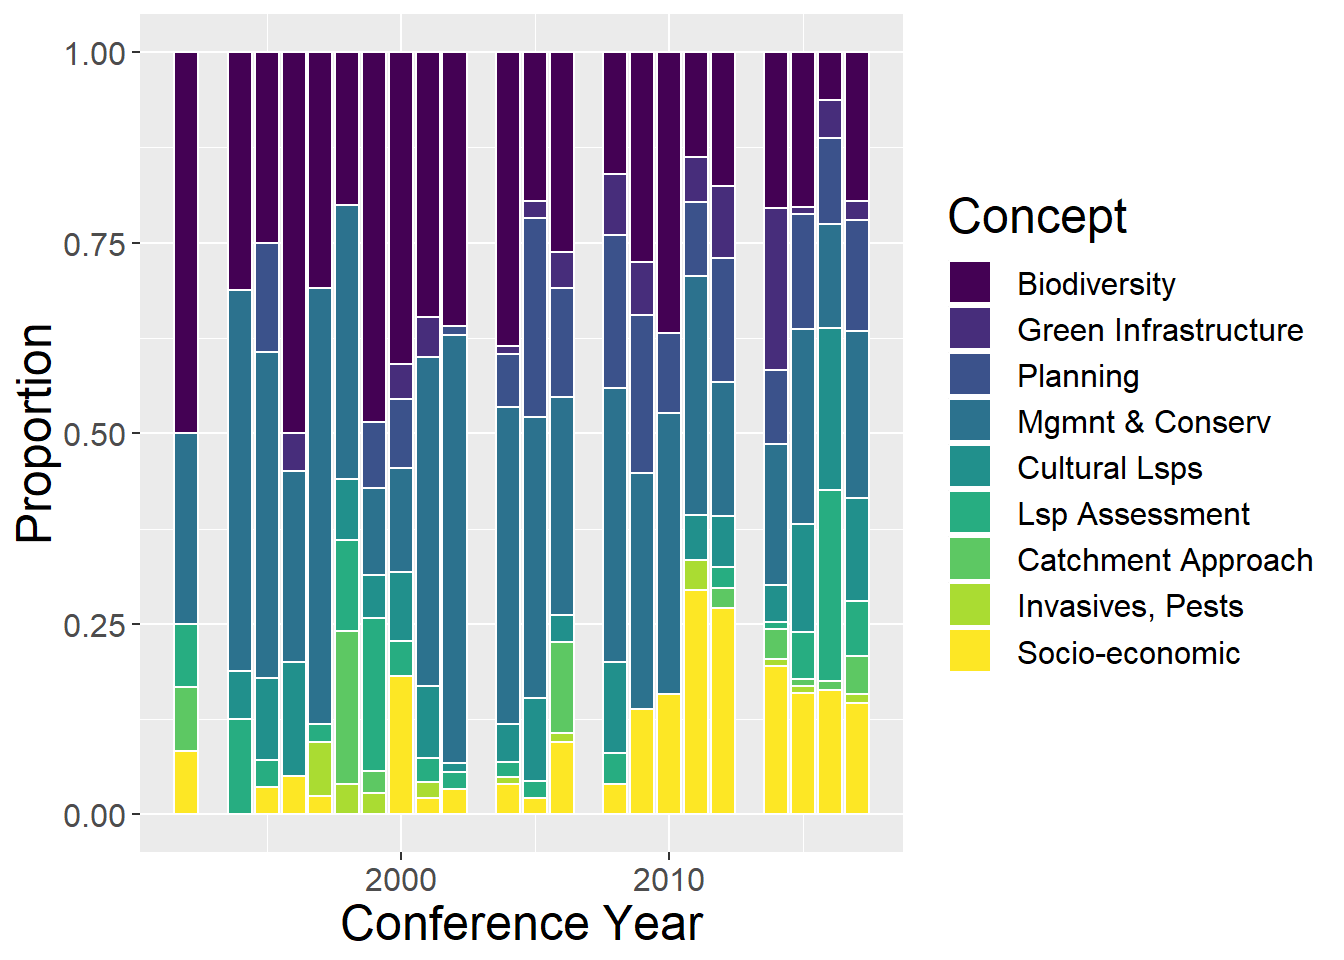 1.00
0.75
0.50
0.25
0.00
Proportion
2000
2010
Conference Year
Concept
Biodiversity
Green Infrastructure
Planning
Mgmnt & Conserv
Cultural Lsps
Lsp Assessment
Catchment Approach
Invasives, Pests
Socio-economic